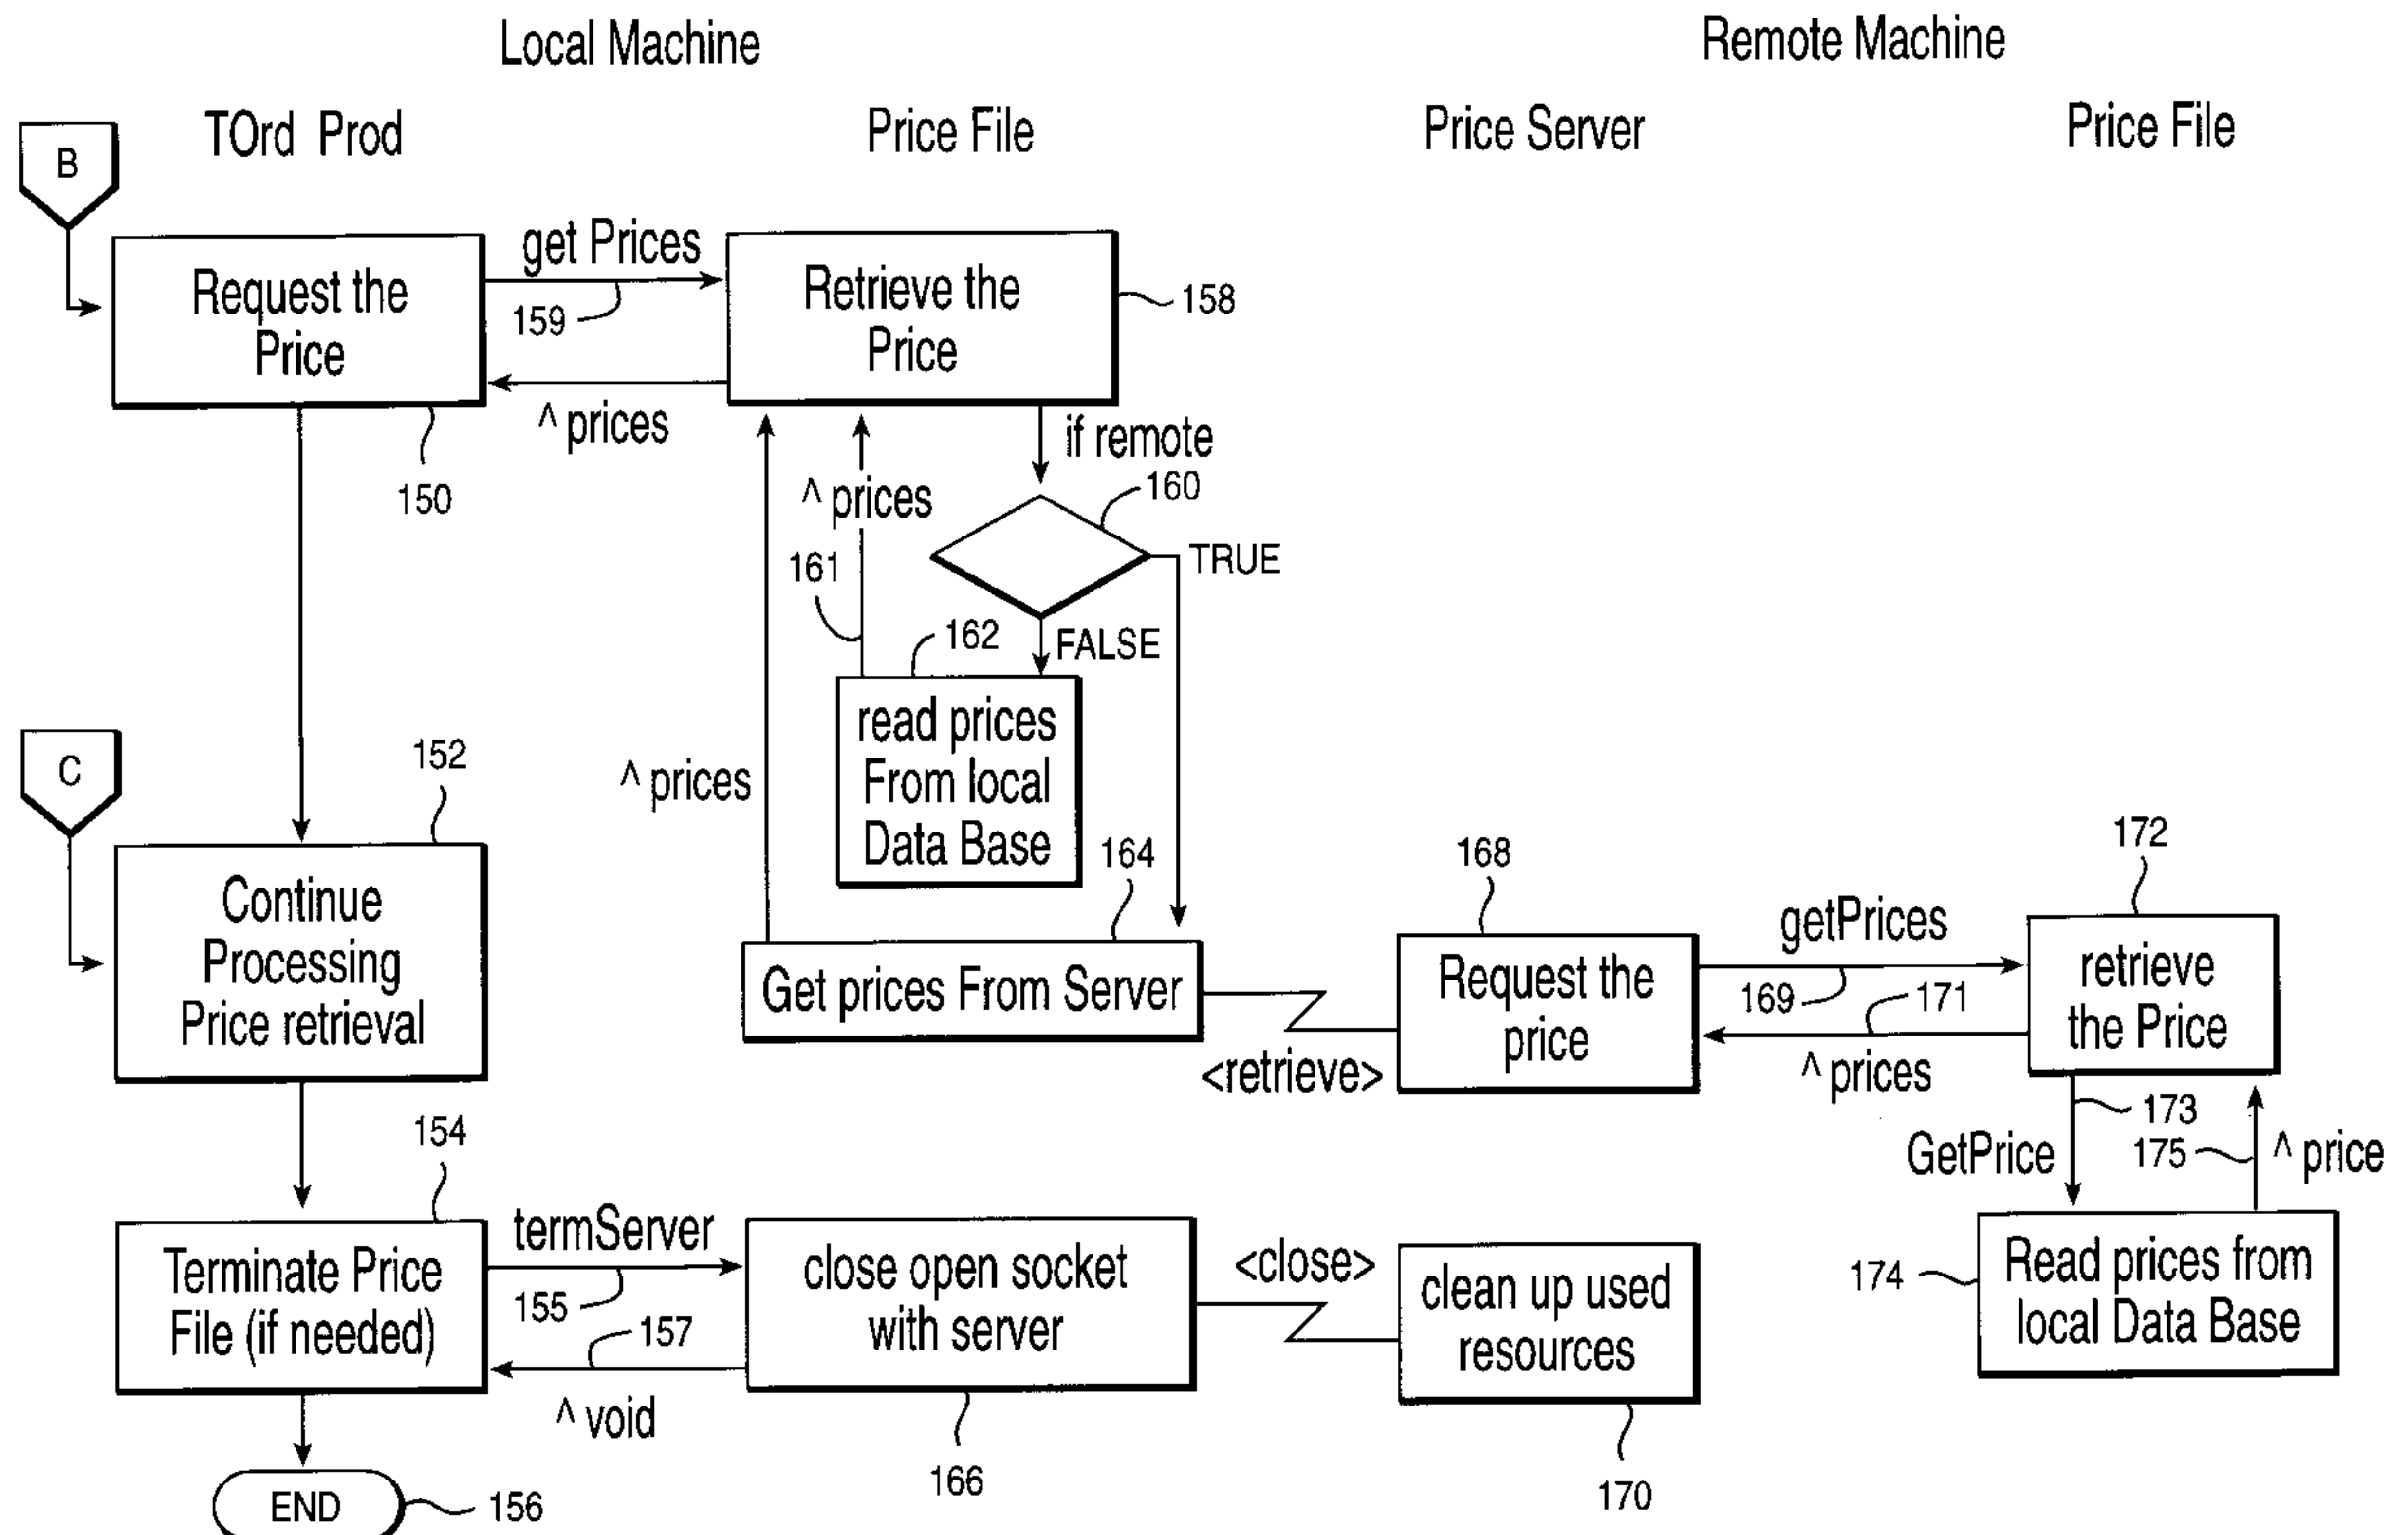 Local Machine
Remote Machine
TOrd Prod
Price File
Price Server
Price File
B
Request the
Price
150
get Prices
159
^ prices
Retrieve the
Price
158
if remote
160
TRUE
FALSE
^ prices
161
162
read prices
From local
Data Base
^ prices
164
Get prices From Server
<retrieve>
168
Request the
price
getPrices
169
171
^ prices
172
retrieve
the Price
173
GetPrice
175
^ price
174
Read prices from
local Data Base
C
152
Continue
Processing
Price retrieval
154
Terminate Price
File (if needed)
termServer
155
157
^ void
close open socket
with server
166
<close>
clean up used
resources
170
END
156